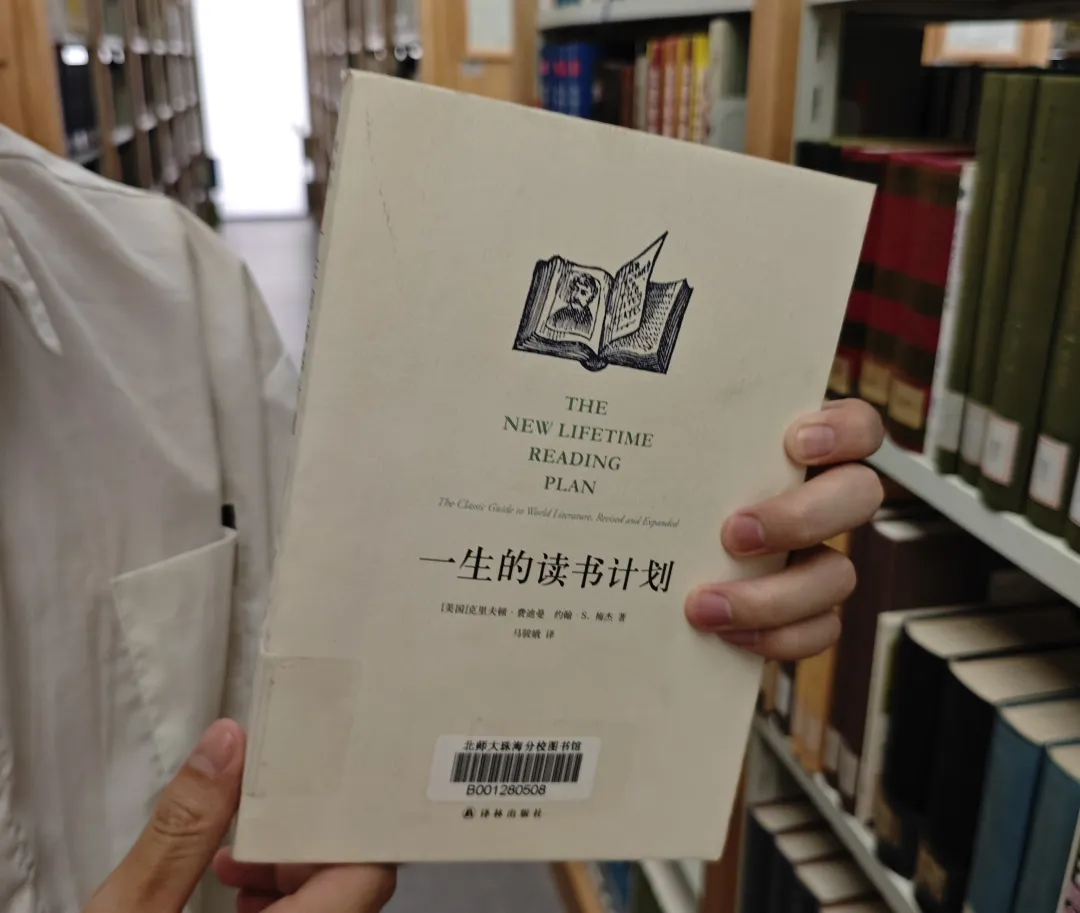 THE
NEW LIFETIME
READING
PLAN
The Classic Guide to World Literature, Revised and Expanded
一生的读书计划
[美国]克里夫顿·费迪曼 约翰·S. 梅杰 著
马骏娥 译
北师大珠海分校图书馆
B001280508
译林出版社